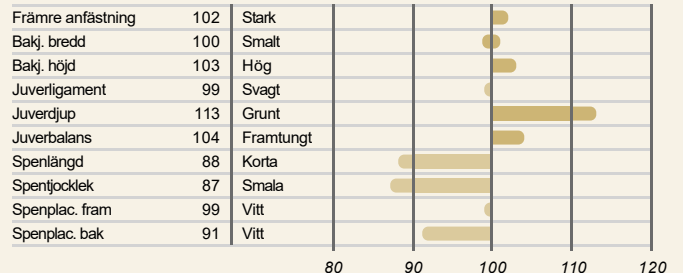 Främre anfästning 102 Stark
Bakj. bredd 100 Smalt
Bakj. höjd 103 Hög
Juverligament 99 Svagt
Juverdjup 113 Grunt
Juverbalans 104 Framtungt
Spenlängd 88 Korta
Spentjocklek 87 Smala
Spenplac. fram 99 Vitt
Spenplac. bak 91 Vitt
80 90 100 110 120